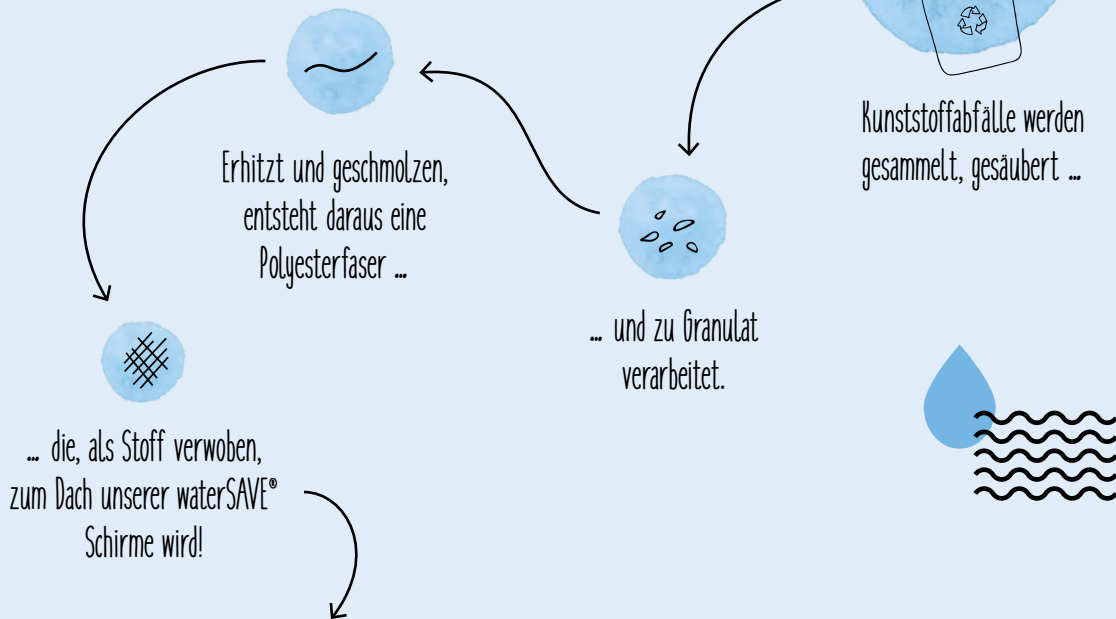 Kunststoffabfälle werden
gesammelt, gesäubert ...
... und zu Granulat
verarbeitet.
Erhitzt und geschmolzen,
entsteht daraus eine
Polyesterfaser ...
... die, als Stoff verwoben,
zum Dach unserer waterSAVE®
Schirme wird!